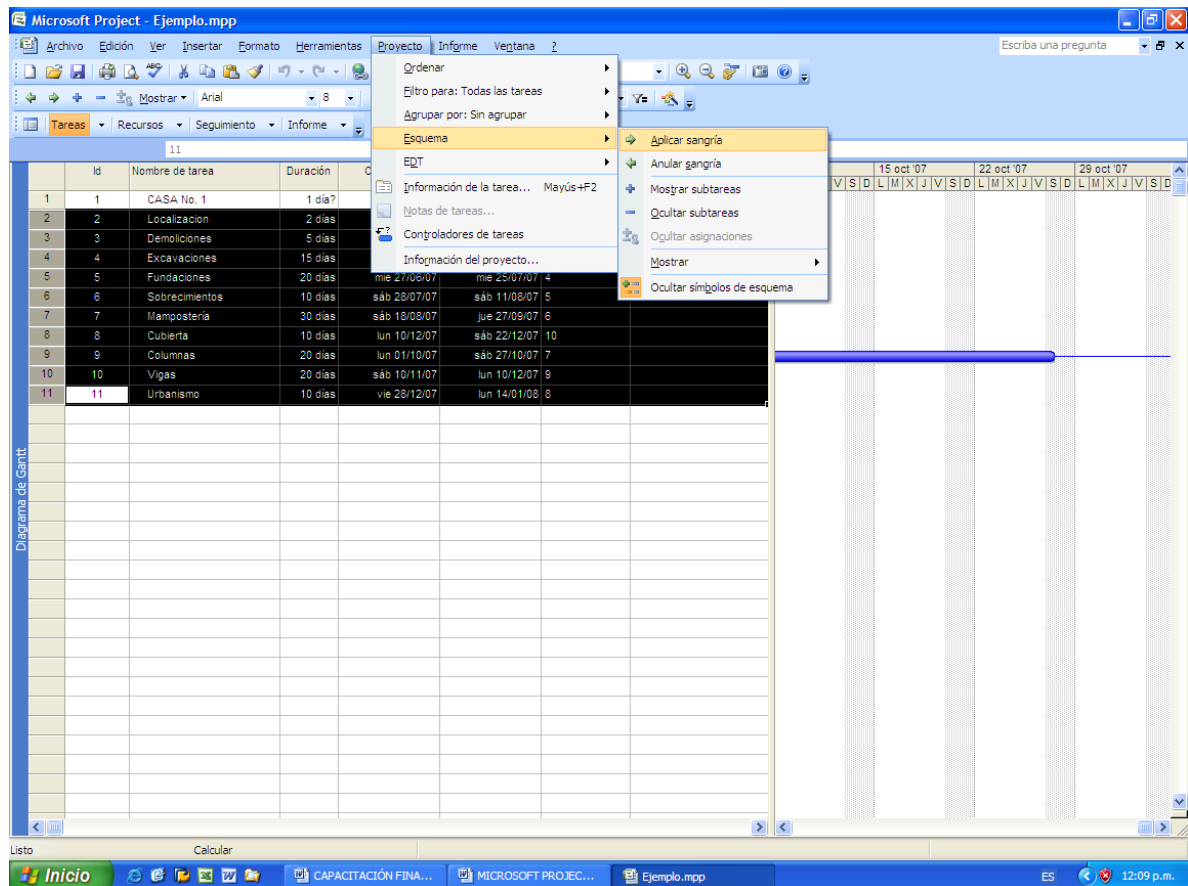 Microsoft Project - Ejemplo.mpp
Archivo Edición Ver Insertar Formato Herramientas Proyecto Informe Ventana ? Escriba una pregunta
Mostrar Arial 8
Tareas Recursos Seguimiento Informe
11
Ordenar
Filtro para: Todas las tareas
Agrupar por: Sin agrupar
Esquema
EDT
Información de la tarea... Mayús+F2
Notas de tareas...
Controladores de tareas
Información del proyecto...
Aplicar sangría
Anular sangría
Mostrar subtareas
Ocultar subtareas
Ocultar asignaciones
Mostrar
Ocultar símbolos de esquema
Id Nombre de tarea Duración C
15 oct '07 22 oct '07 29 oct '07
V S D L M X J V S D L M X J V S D L M X J V S D
1 1 CASA No. 1 1 día?
2 2 Localizacion 2 días
3 3 Demoliciones 5 días
4 4 Excavaciones 15 días
5 5 Fundaciones 20 días mié 27/06/07 mié 25/07/07 4
6 6 Sobrecimientos 10 días sáb 28/07/07 sáb 11/08/07 5
7 7 Mampostería 30 días sáb 18/08/07 jue 27/09/07 6
8 8 Cubierta 10 días lun 10/12/07 sáb 22/12/07 10
9 9 Columnas 20 días lun 01/10/07 sáb 27/10/07 7
10 10 Vigas 20 días sáb 10/11/07 lun 10/12/07 9
11 11 Urbanismo 10 días vie 28/12/07 lun 14/01/08 8
Diagrama de Gantt
Listo Calcular
Inicio CAPACITACIÓN FINA... MICROSOFT PROJEC... Ejemplo.mpp ES 12:09 p.m.